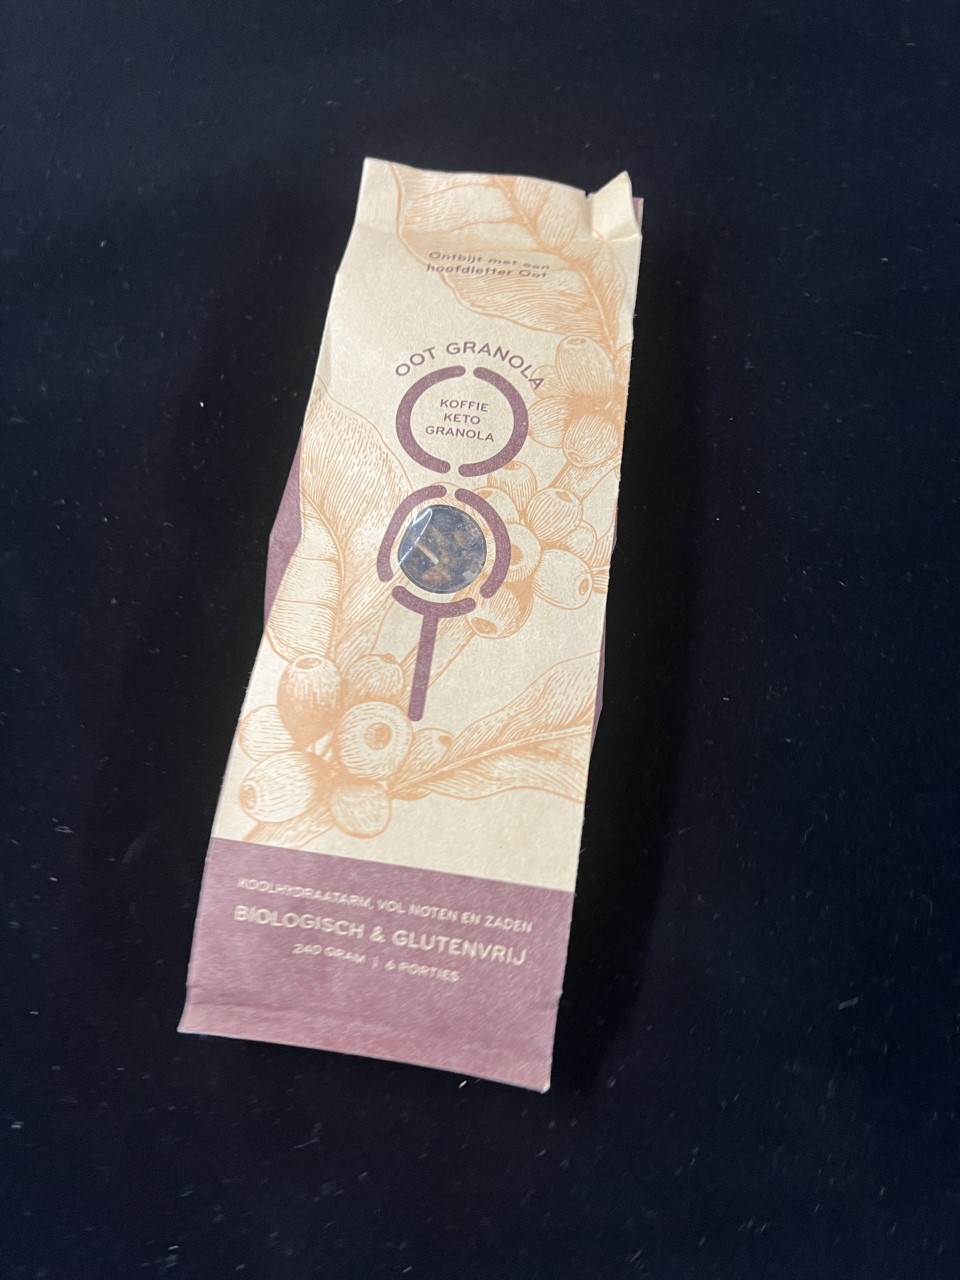 Ontbijt met een
hoofdletter Oot
OOT GRANOLA
KOFFIE
KETO
GRANOLA
KOOLHYDRAATARM, VOL NOTEN EN ZADEN
BIOLOGISCH & GLUTENVRIJ
240 GRAM | 6 PORTIES